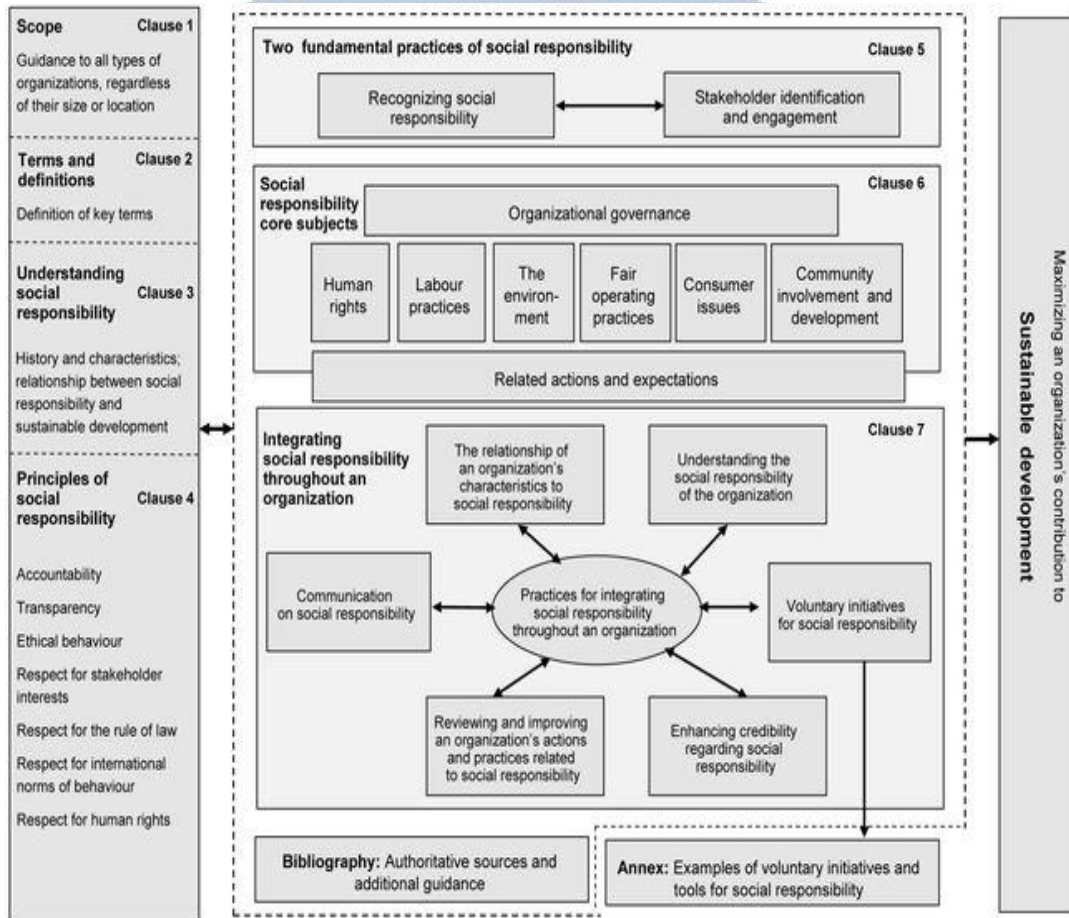 Scope Clause 1
Guidance to all types of
organizations, regardless
of their size or location
Terms and Clause 2
definitions
Definition of key terms
Understanding
social Clause 3
responsibility
History and characteristics;
relationship between social
responsibility and
sustainable development
Principles of
social Clause 4
responsibility
Accountability
Transparency
Ethical behaviour
Respect for stakeholder
interests
Respect for the rule of law
Respect for international
norms of behaviour
Respect for human rights
Two fundamental practices of social responsibility Clause 5
Recognizing social
responsibility
Stakeholder identification
and engagement
Social
responsibility
core subjects
Clause 6
Organizational governance
Human
rights
Labour
practices
The
environ-
ment
Fair
operating
practices
Consumer
issues
Community
involvement and
development
Related actions and expectations
Integrating
social responsibility
throughout an
organization
Clause 7
The relationship of
an organization's
characteristics to
social responsibility
Understanding the
social responsibility
of the organization
Communication
on social responsibility
Practices for integrating
social responsibility
throughout an organization
Voluntary initiatives
for social responsibility
Reviewing and improving
an organization's actions
and practices related
to social responsibility
Enhancing credibility
regarding social
responsibility
Bibliography: Authoritative sources and
additional guidance
Annex: Examples of voluntary initiatives and
tools for social responsibility
Maximizing an organization's contribution to
Sustainable development